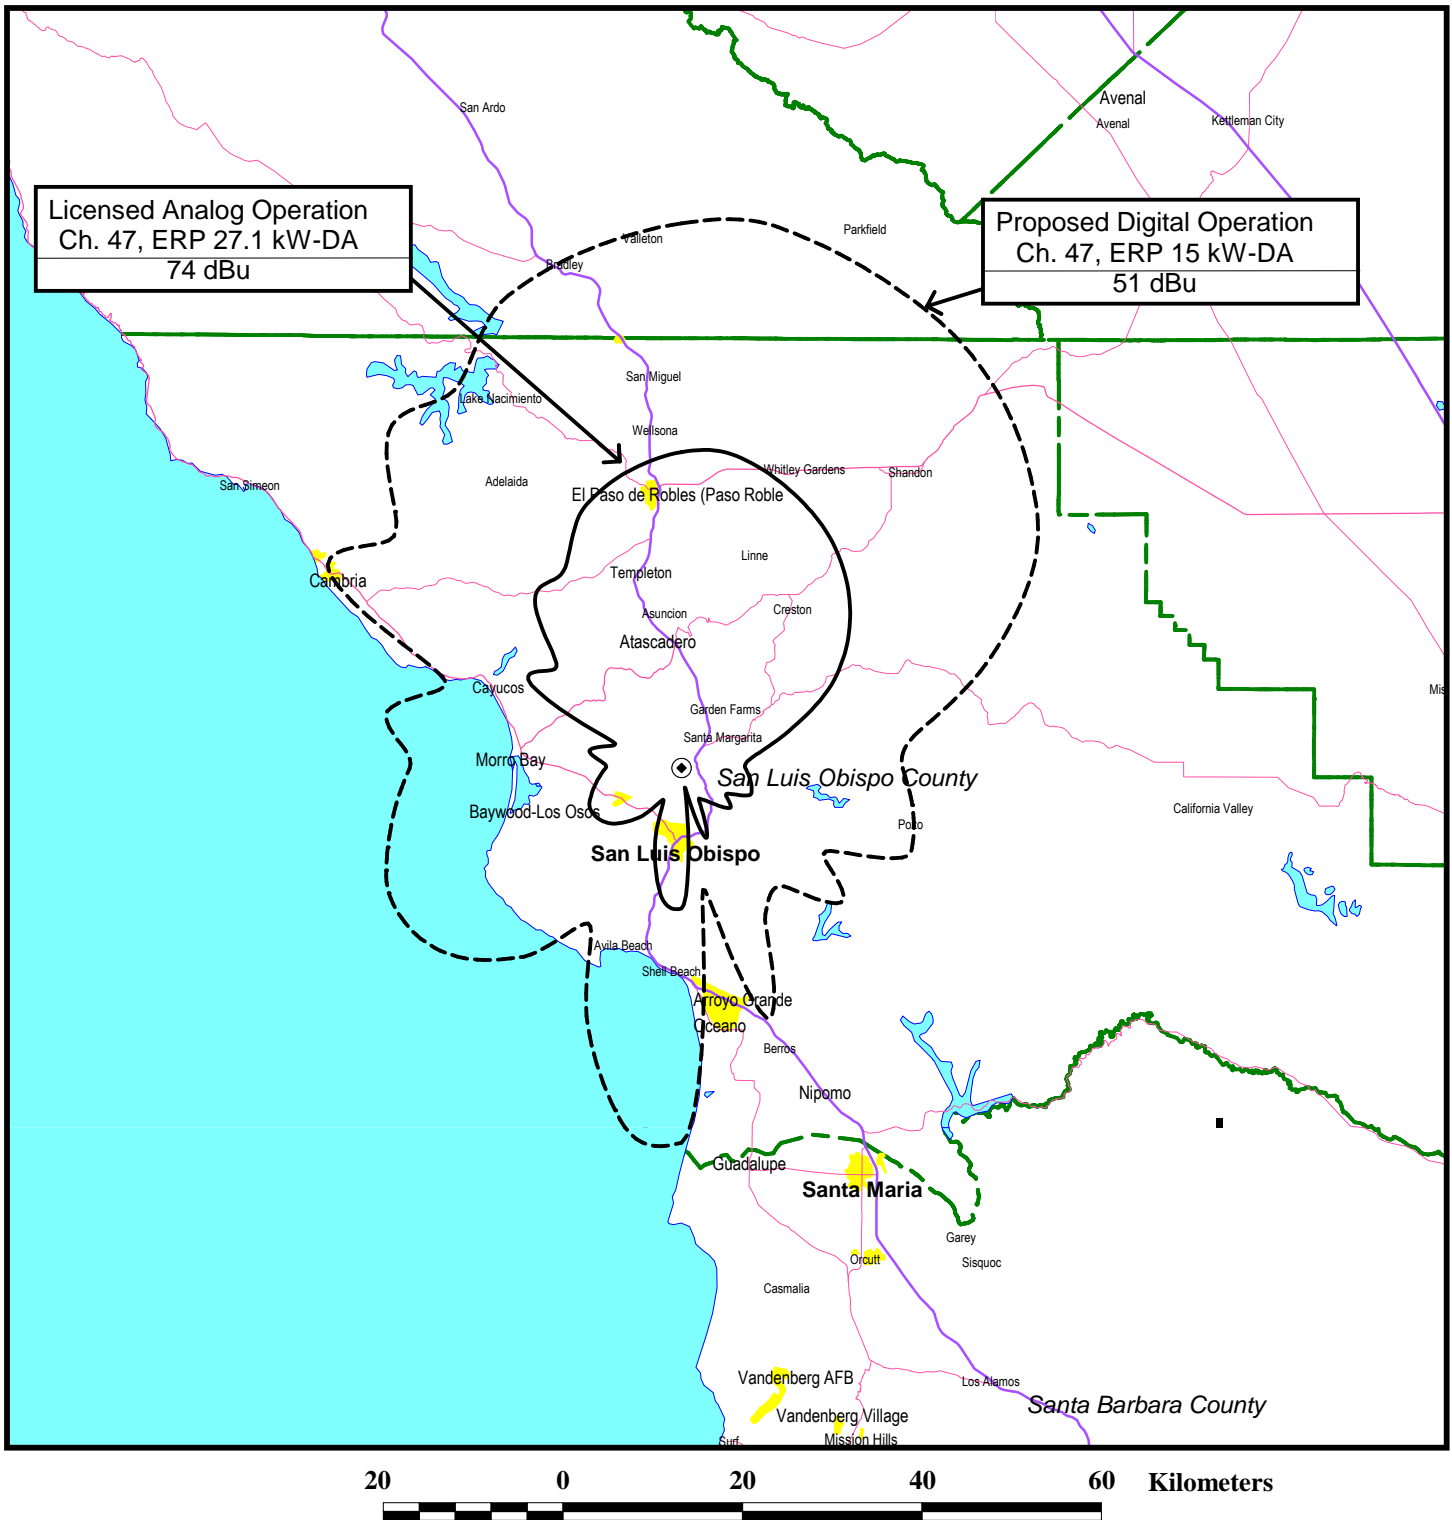 Avenal
Avenal
San Ardo
Kettleman City
Licensed Analog Operation
Ch. 47, ERP 27.1 kW-DA
74 dBu
Proposed Digital Operation
Ch. 47, ERP 15 kW-DA
51 dBu
Parkfield
Valleton
Bradley
San Miguel
Lake Nacimiento
Wellsona
Whitley Gardens
Shandon
Adelaida
San Simeon
El Paso de Robles (Paso Roble
Linne
Templeton
Cambria
Asuncion
Creston
Atascadero
Cayucos
Mis
Garden Farms
Santa Margarita
Morro Bay
San Luis Obispo County
Baywood-Los Osos
California Valley
Pozo
San Luis Obispo
Avila Beach
Shell Beach
Arroyo Grande
Oceano
Berros
Nipomo
Guadalupe
Santa Maria
Garey
Orcutt
Sisquoc
Casmalia
Vandenberg AFB
Los Alamos
Santa Barbara County
Vandenberg Village
Surf
Mission Hills
20 0 20 40 60 Kilometers